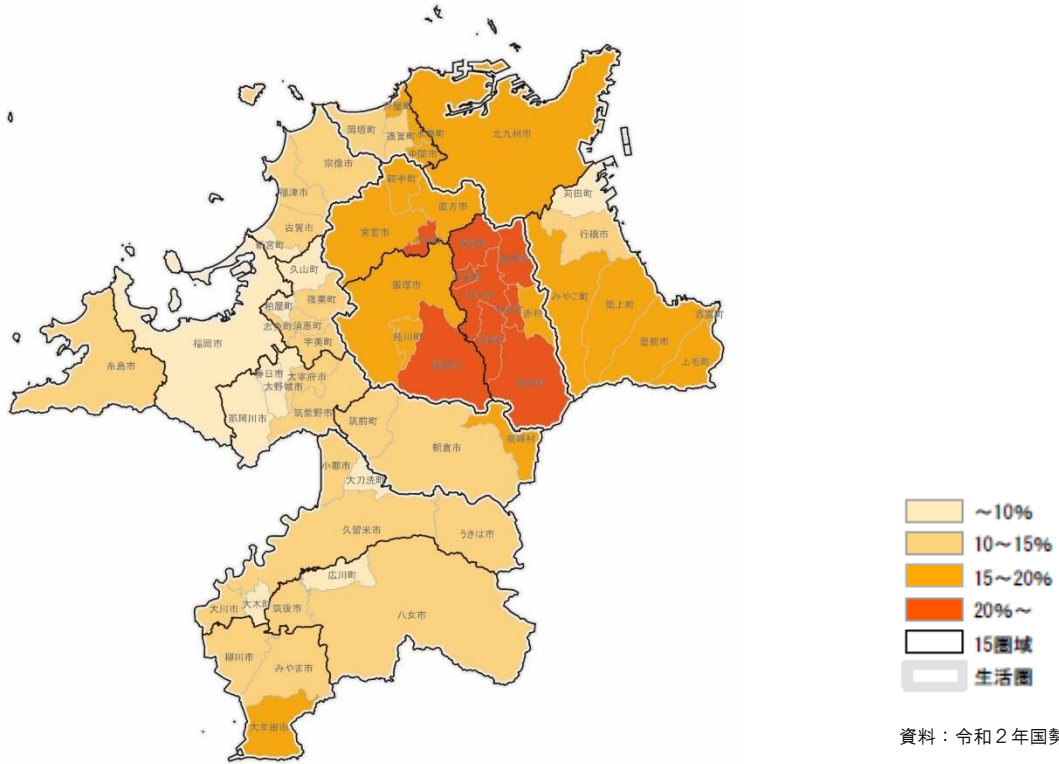 芦屋町
岡垣町
遠賀町
水巻町
中間市
北九州市
宗像市
鞍手町
苅田町
福津市
直方市
行橋市
古賀市
宮若市
新宮町
久山町
飯塚市
みやこ町
築上町
篠栗町
粕屋町
赤村
吉富町
志免町
須恵町
桂川町
宇美町
豊前市
福岡市
上毛町
糸島市
春日市
太宰府市
大野城市
那珂川市
筑紫野市
筑前町
朝倉市
東峰村
小郡市
大刀洗町
久留米市
うきは市
広川町
大川市
大木町
筑後市
八女市
柳川市
みやま市
大牟田市
～10%
10～15%
15～20%
20%～
15圏域
生活圏
資料：令和２年国勢